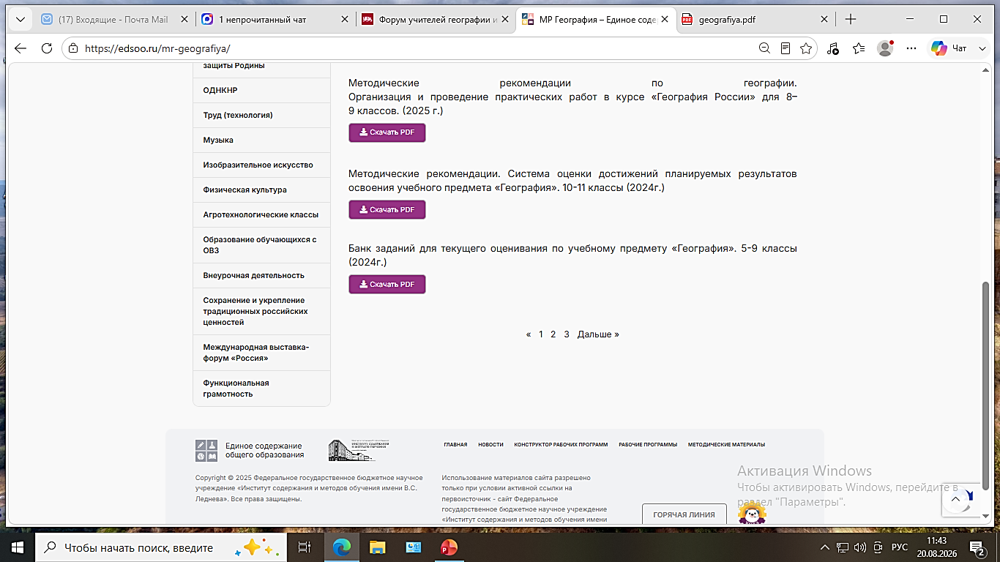 (17) Входящие - Почта Mail
1 непрочитанный чат
Форум учителей географии и
МР География – Единое соде
geografiya.pdf
https://edsoo.ru/mr-geografiya/
Чат
защиты Родины
ОДНКНР
Труд (технология)
Музыка
Изобразительное искусство
Физическая культура
Агротехнологические классы
Образование обучающихся с
ОВЗ
Внеурочная деятельность
Сохранение и укрепление
традиционных российских
ценностей
Международная выставка-
форум «Россия»
Функциональная
грамотность
Методические рекомендации по географии.
Организация и проведение практических работ в курсе «География России» для 8–
9 классов. (2025 г.)
Скачать PDF
Методические рекомендации. Система оценки достижений планируемых результатов
освоения учебного предмета «География». 10-11 классы (2024г.)
Скачать PDF
Банк заданий для текущего оценивания по учебному предмету «География». 5-9 классы
(2024г.)
Скачать PDF
« 1 2 3 Дальше »
Единое содержание
общего образования
ГЛАВНАЯ НОВОСТИ КОНСТРУКТОР РАБОЧИХ ПРОГРАММ РАБОЧИЕ ПРОГРАММЫ МЕТОДИЧЕСКИЕ МАТЕРИАЛЫ
Copyright © 2025 Федеральное государственное бюджетное научное
учреждение «Институт содержания и методов обучения имени В.С.
Леднева». Все права защищены.
Использование материалов сайта разрешено
только при условии активной ссылки на
первоисточник - сайт Федеральное
государственное бюджетное научное учреждение
«Институт содержания и методов обучения имени
ГОРЯЧАЯ ЛИНИЯ
Активация Windows
Чтобы активировать Windows, перейдите в
раздел "Параметры".
Чтобы начать поиск, введите
РУС
11:43
20.08.2026
2